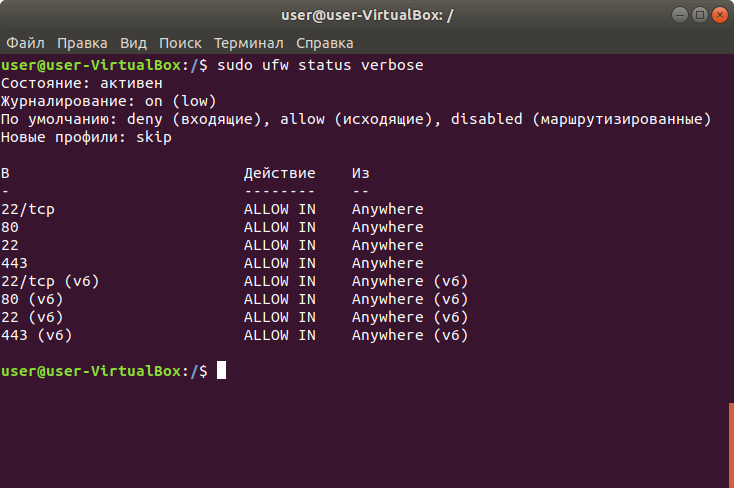 user@user-VirtualBox: /
Файл Правка Вид Поиск Терминал Справка
user@user-VirtualBox:/$ sudo ufw status verbose
Состояние: активен
Журналирование: on (low)
По умолчанию: deny (входящие), allow (исходящие), disabled (маршрутизированные)
Новые профили: skip
В                          Действие    Из
-                          --------    --
22/tcp                     ALLOW IN    Anywhere
80                         ALLOW IN    Anywhere
22                         ALLOW IN    Anywhere
443                        ALLOW IN    Anywhere
22/tcp (v6)                ALLOW IN    Anywhere (v6)
80 (v6)                    ALLOW IN    Anywhere (v6)
22 (v6)                    ALLOW IN    Anywhere (v6)
443 (v6)                   ALLOW IN    Anywhere (v6)
user@user-VirtualBox:/$